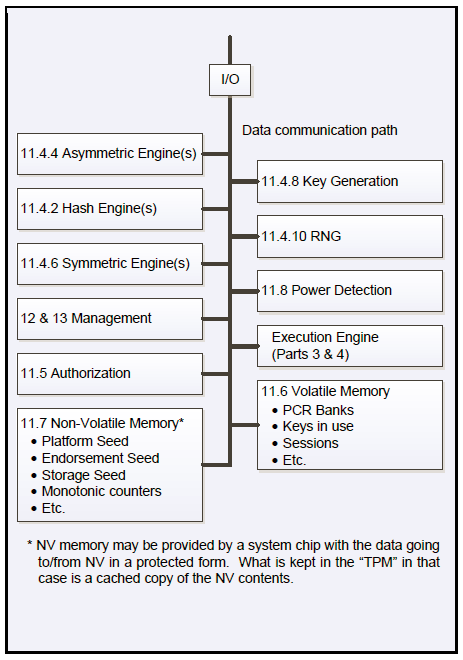 I/O
Data communication path
11.4.4 Asymmetric Engine(s)
11.4.8 Key Generation
11.4.2 Hash Engine(s)
11.4.10 RNG
11.4.6 Symmetric Engine(s)
11.8 Power Detection
12 & 13 Management
Execution Engine
(Parts 3 & 4)
11.5 Authorization
11.6 Volatile Memory
• PCR Banks
• Keys in use
• Sessions
• Etc.
11.7 Non-Volatile Memory*
• Platform Seed
• Endorsement Seed
• Storage Seed
• Monotonic counters
• Etc.
* NV memory may be provided by a system chip with the data going
to/from NV in a protected form. What is kept in the “TPM” in that
case is a cached copy of the NV contents.